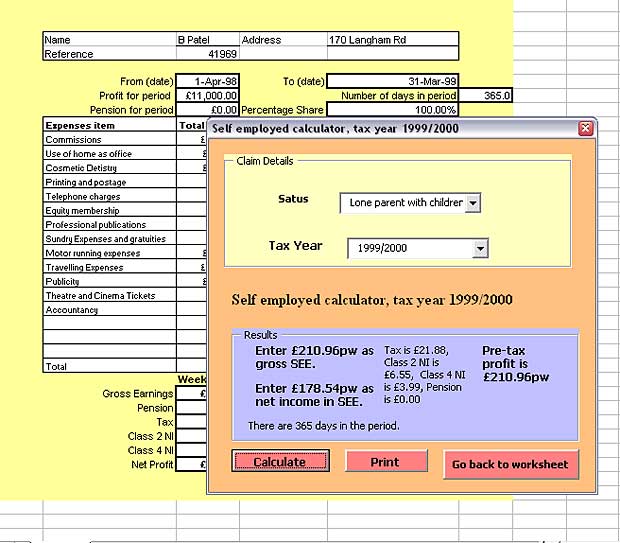 Name B Patel Address 170 Langham Rd
Reference 41969
From (date) 1-Apr-98 To (date) 31-Mar-99
Profit for period £11,000.00 Number of days in period 365.0
Pension for period £0.00 Percentage Share 100.00%
Expenses item Total
Commissions £
Use of home as office £
Cosmetic Detistry £
Printing and postage
Telephone charges
Equity membership
Professional publications
Sundry Expenses and gratuities
Motor running expenses £
Travelling Expenses £
Publicity £
Theatre and Cinema Tickets
Accountancy
Total
Week
Gross Earnings £
Pension
Tax
Class 2 NI
Class 4 NI
Net Profit £
Self employed calculator, tax year 1999/2000
Claim Details
Satus Lone parent with children
Tax Year 1999/2000
Self employed calculator, tax year 1999/2000
Results
Enter £210.96pw as
gross SEE.
Enter £178.54pw as
net income in SEE.
Tax is £21.88,
Class 2 NI is
£6.55, Class 4 NI
is £3.99, Pension
is £0.00
Pre-tax
profit is
£210.96pw
There are 365 days in the period.
Calculate Print Go back to worksheet